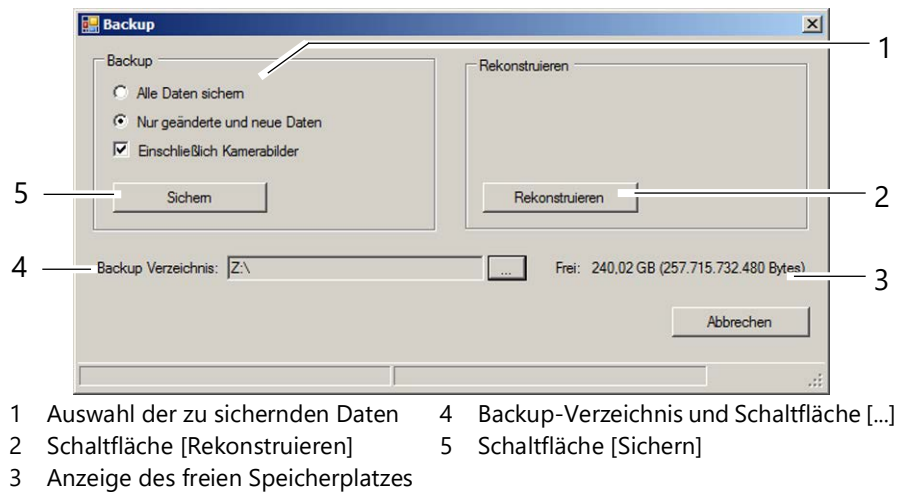 Backup
1
Backup
Rekonstruieren
Alle Daten sichern
Nur geänderte und neue Daten
Einschließlich Kamerabilder
5
Sichern
Rekonstruieren
2
4
Backup Verzeichnis:
Z:\
...
Frei: 240,02 GB (257.715.732.480 Bytes)
3
Abbrechen
1 Auswahl der zu sichernden Daten
4 Backup-Verzeichnis und Schaltfläche [...]
2 Schaltfläche [Rekonstruieren]
5 Schaltfläche [Sichern]
3 Anzeige des freien Speicherplatzes